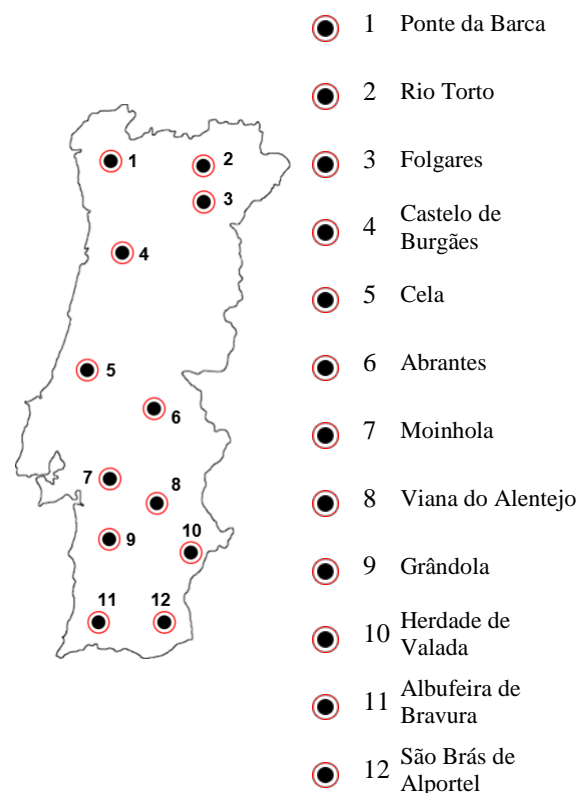 1
2
3
4
5
6
7
8
9
10
11
12
1 Ponte da Barca
2 Rio Torto
3 Folgares
4 Castelo de
Burgães
5 Cela
6 Abrantes
7 Moinhola
8 Viana do Alentejo
9 Grândola
10 Herdade de
Valada
11 Albufeira de
Bravura
12 São Brás de
Alportel